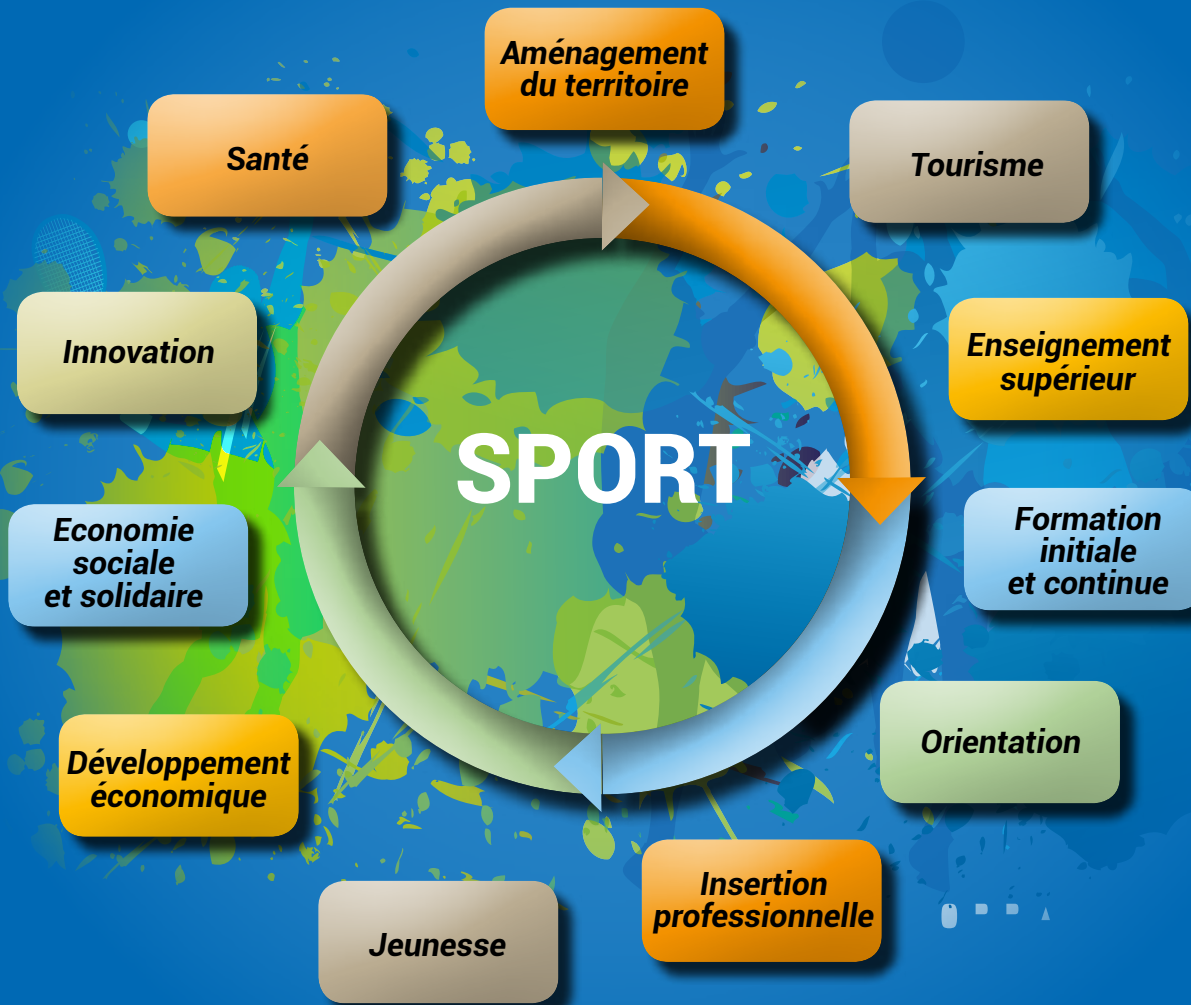 Aménagement
du territoire
Santé
Tourisme
Innovation
Enseignement
supérieur
SPORT
Economie
sociale
et solidaire
Formation
initiale
et continue
Développement
économique
Orientation
Insertion
professionnelle
Jeunesse